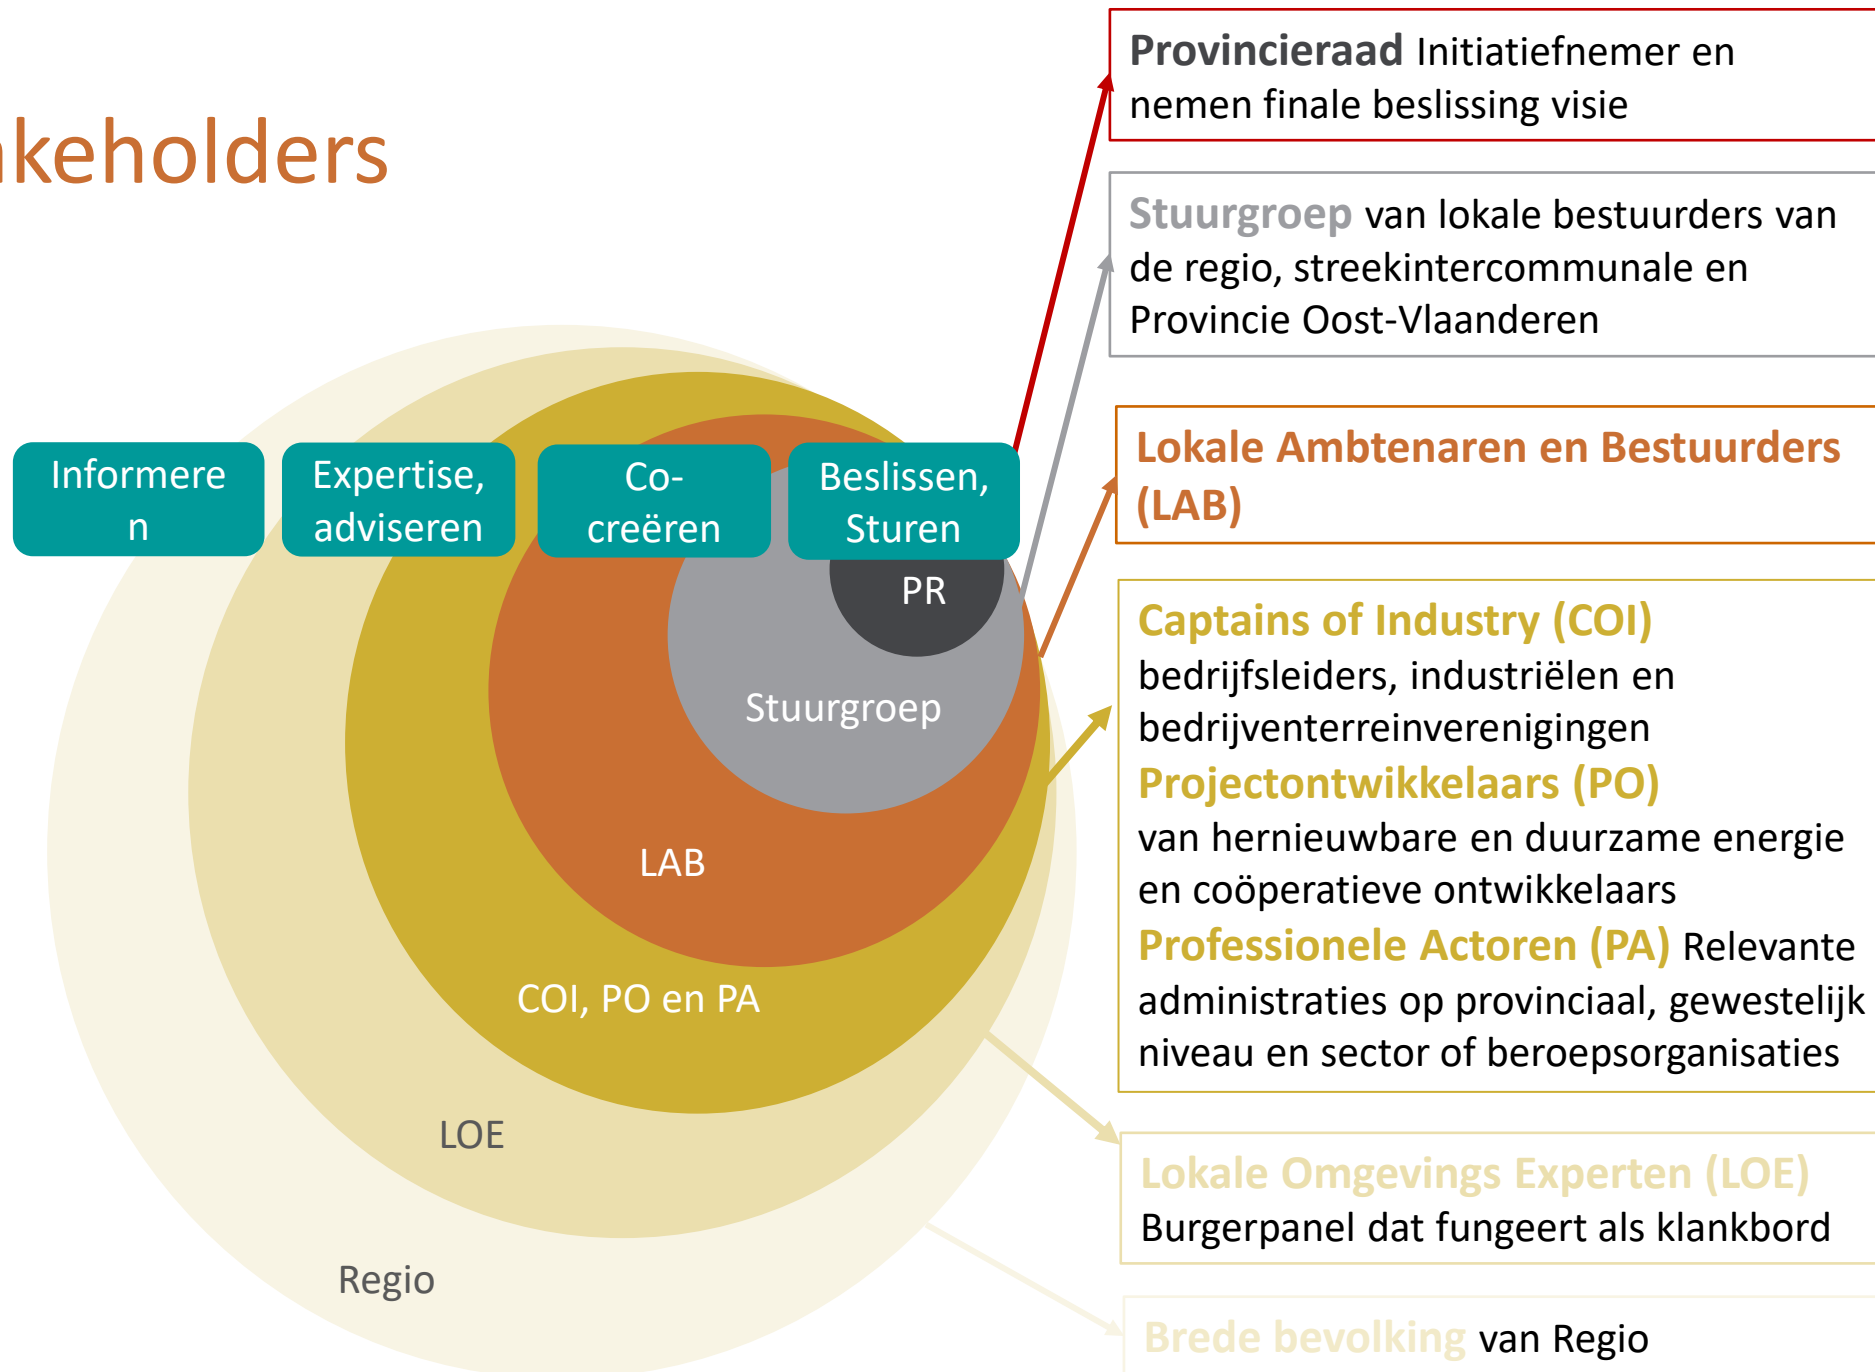 akeholders
Provincieraad Initiatiefnemer en
nemen finale beslissing visie
Stuurgroep van lokale bestuurders van
de regio, streekintercommunale en
Provincie Oost-Vlaanderen
Lokale Ambtenaren en Bestuurders
(LAB)
Captains of Industry (COI)
bedrijfsleiders, industriëlen en
bedrijventerreinverenigingen
Projectontwikkelaars (PO)
van hernieuwbare en duurzame energie
en coöperatieve ontwikkelaars
Professionele Actoren (PA) Relevante
administraties op provinciaal, gewestelijk
niveau en sector of beroepsorganisaties
Lokale Omgevings Experten (LOE)
Burgerpanel dat fungeert als klankbord
Brede bevolking van Regio
Informere
n
Expertise,
adviseren
Co-
creëren
Beslissen,
Sturen
PR
Stuurgroep
LAB
COI, PO en PA
LOE
Regio